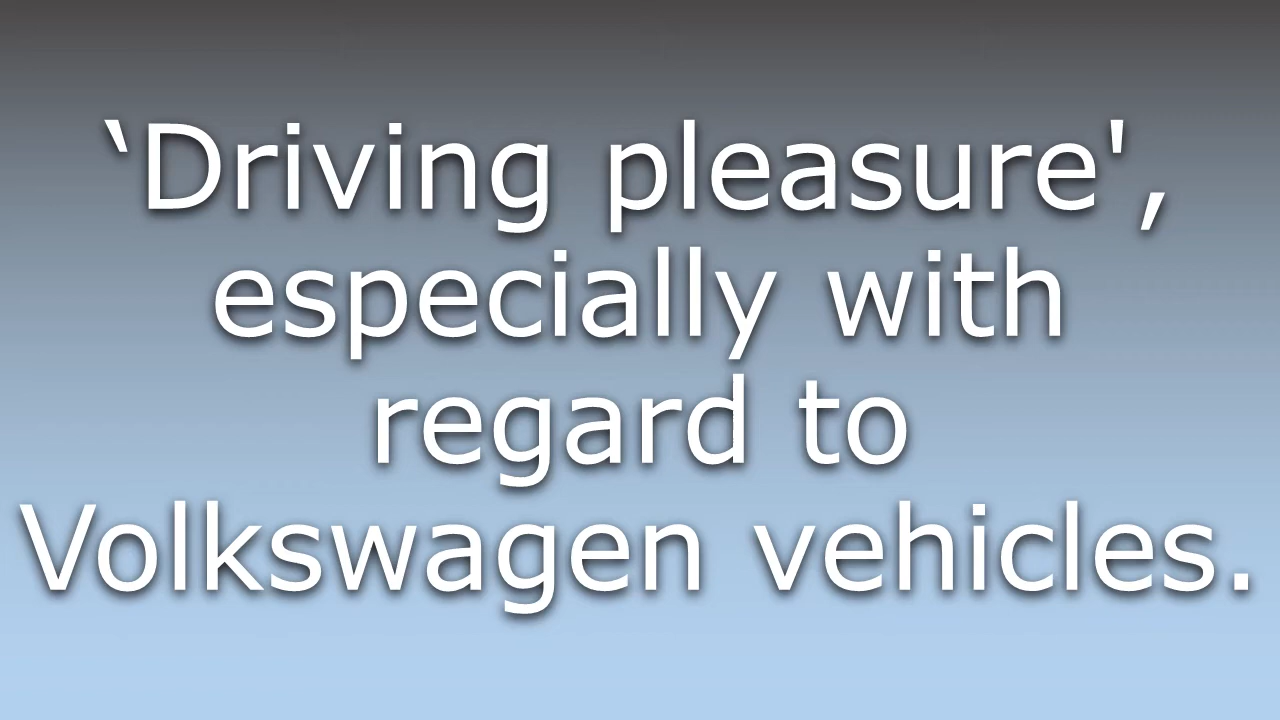 ‘Driving pleasure',
especially with
regard to
Volkswagen vehicles.